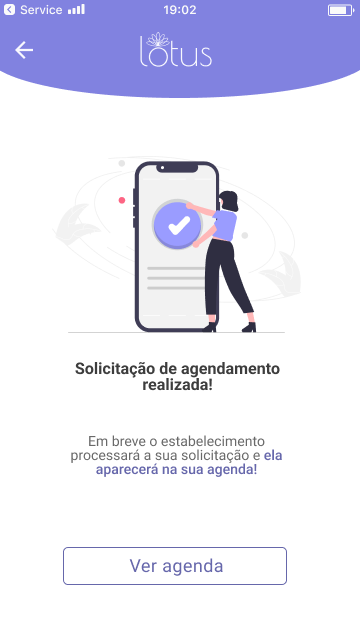 Service
19:02
lotus
Solicitação de agendamento
realizada!
Em breve o estabelecimento
processará a sua solicitação e ela
aparecerá na sua agenda!
Ver agenda